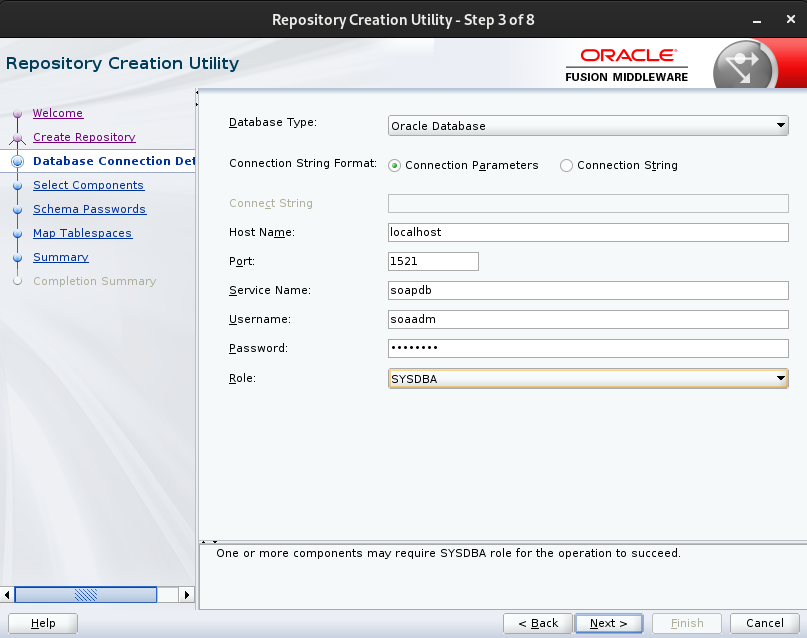 Repository Creation Utility - Step 3 of 8
Repository Creation Utility
ORACLE
FUSION MIDDLEWARE
Welcome
Create Repository
Database Connection Det
Select Components
Schema Passwords
Map Tablespaces
Summary
Completion Summary
Database Type: Oracle Database
Connection String Format: Connection Parameters Connection String
Connect String
Host Name: localhost
Port: 1521
Service Name: soapdb
Username: soaadm
Password: ••••••••
Role: SYSDBA
One or more components may require SYSDBA role for the operation to succeed.
Help < Back Next > Finish Cancel